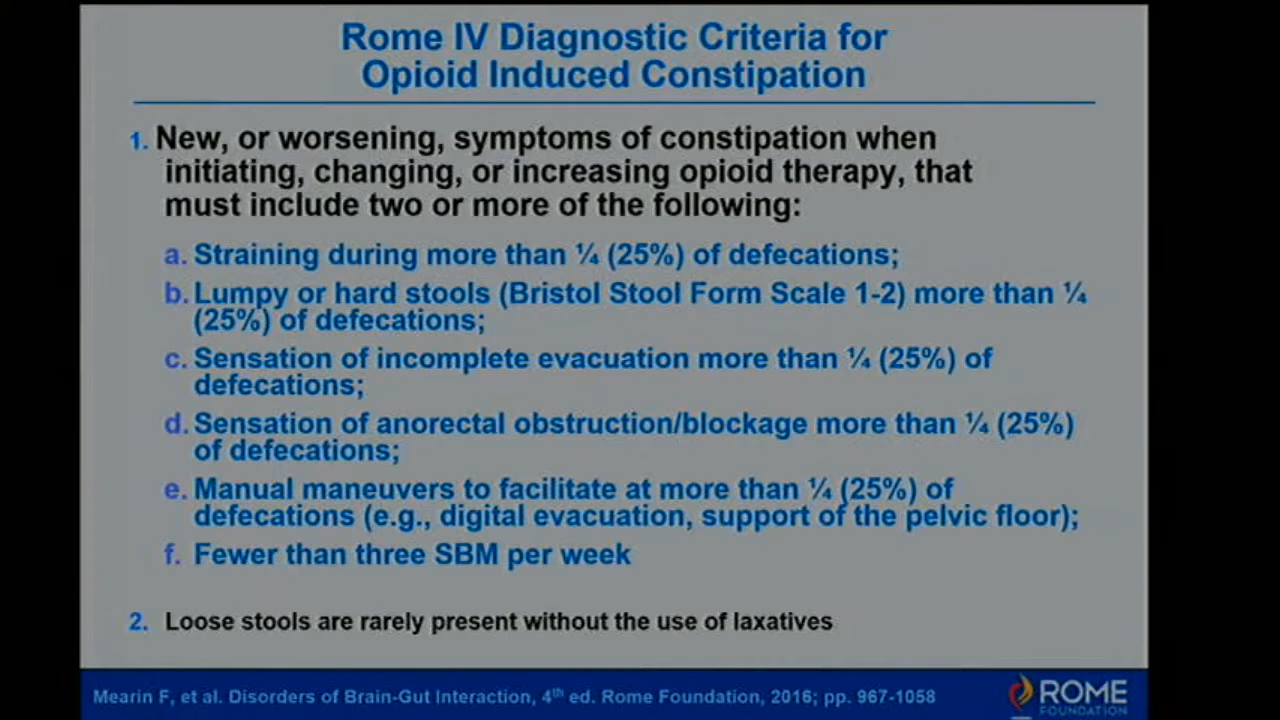 Rome IV Diagnostic Criteria for
Opioid Induced Constipation
1. New, or worsening, symptoms of constipation when
initiating, changing, or increasing opioid therapy, that
must include two or more of the following:
a. Straining during more than ¼ (25%) of defecations;
b. Lumpy or hard stools (Bristol Stool Form Scale 1-2) more than ¼
(25%) of defecations;
c. Sensation of incomplete evacuation more than ¼ (25%) of
defecations;
d. Sensation of anorectal obstruction/blockage more than ¼ (25%)
of defecations;
e. Manual maneuvers to facilitate at more than ¼ (25%) of
defecations (e.g., digital evacuation, support of the pelvic floor);
f. Fewer than three SBM per week
2. Loose stools are rarely present without the use of laxatives
Mearin F, et al. Disorders of Brain-Gut Interaction, 4th ed. Rome Foundation, 2016; pp. 967-1058
ROME
FOUNDATION